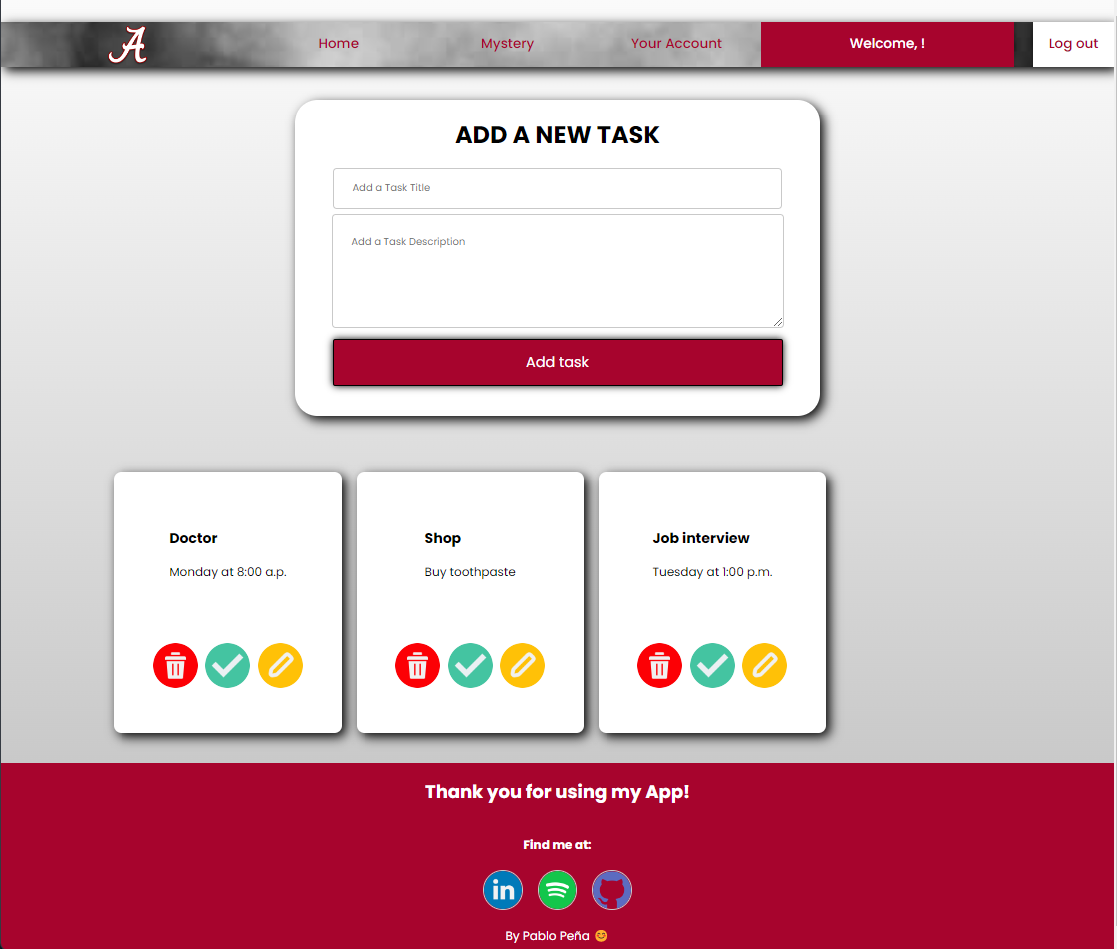 A
Home
Mystery
Your Account
Welcome, !
Log out
ADD A NEW TASK
Add a Task Title
Add a Task Description
Add task
Doctor
Monday at 8:00 a.p.
Shop
Buy toothpaste
Job interview
Tuesday at 1:00 p.m.
Thank you for using my App!
Find me at:
in
By Pablo Peña 😊